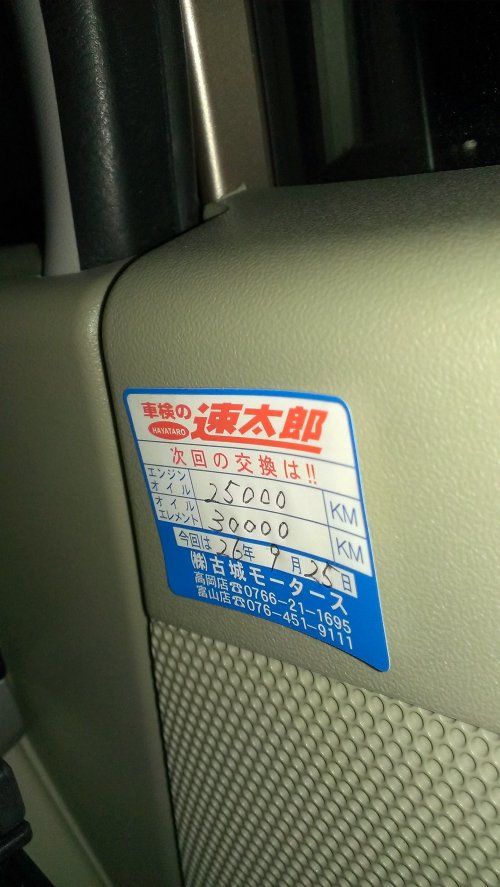 車検の 速太郎
HAYATARO
次回の交換は!!
エンジンオイル 25000 KM
オイルエレメント 30000 KM
今回は 26年 9月 25日
㈱古城モータース
高岡店☎0766-21-1695
富山店☎076-451-9111